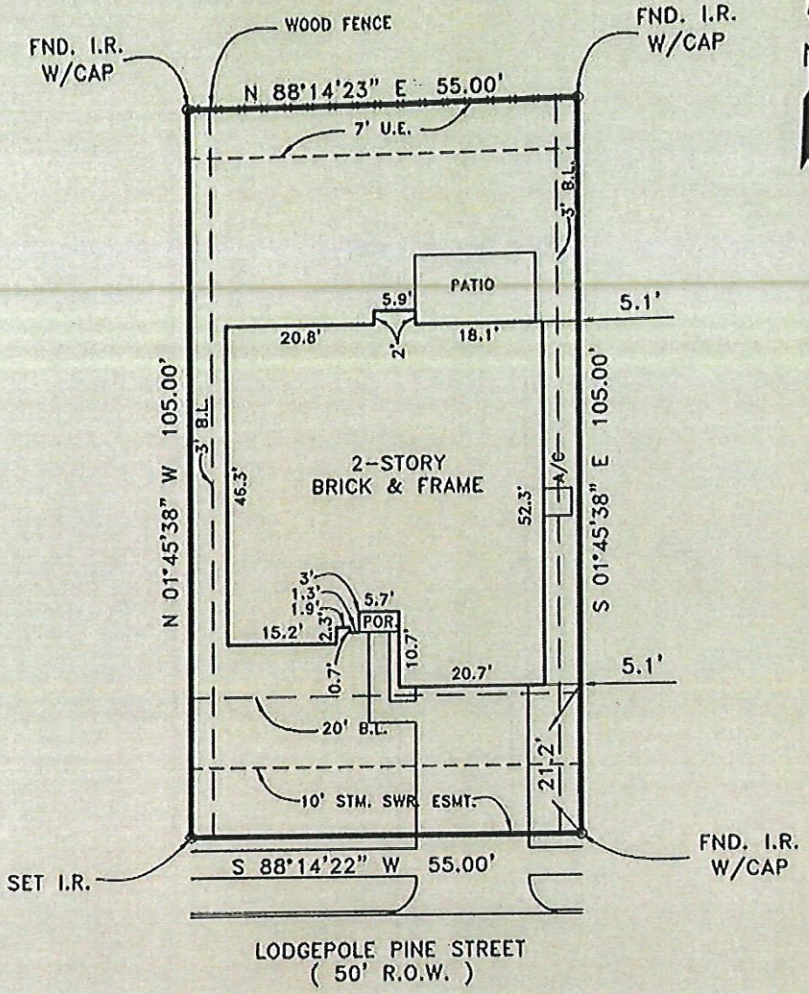 WOOD FENCE
FND. I.R.
W/CAP
FND. I.R.
W/CAP
N 88°14'23" E 55.00'
7' U.E.
3' B.L.
PATIO
5.9'
5.1'
20.8'
2'
18.1'
N 01°45'38" W 105.00'
3' B.L.
46.3'
2-STORY
BRICK & FRAME
52.3'
A/C
S 01°45'38" E 105.00'
3'
1.3'
1.9'
5.7'
POR.
15.2'
2.3'
0.7'
10.7'
20.7'
5.1'
20' B.L.
21.2'
10' STM. SWR. ESMT.
FND. I.R.
W/CAP
SET I.R.
S 88°14'22" W 55.00'
LODGEPOLE PINE STREET
( 50' R.O.W. )